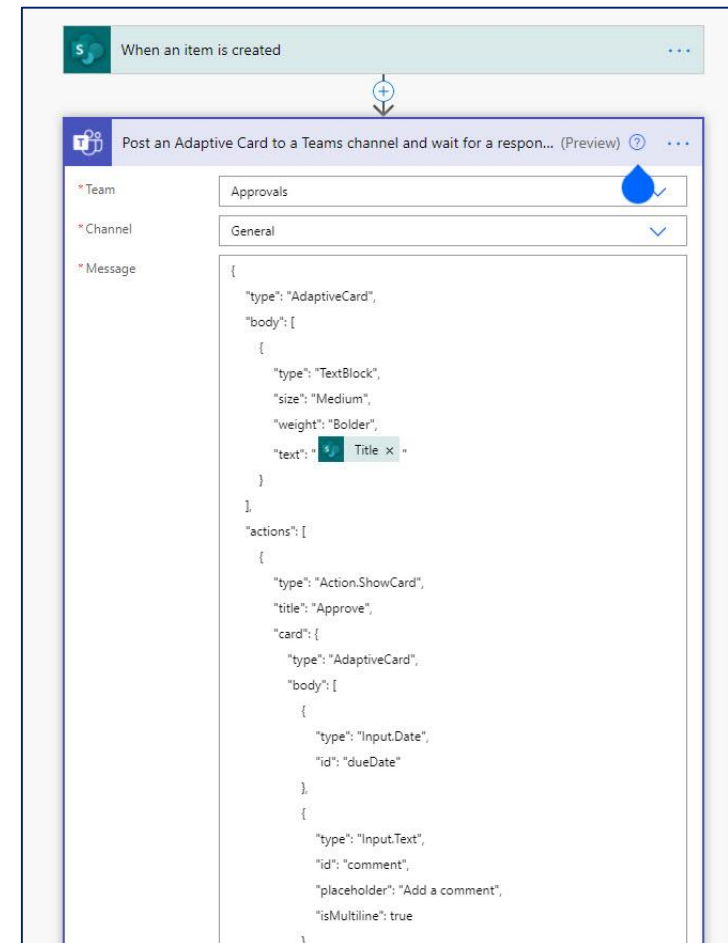 When an item is created
Post an Adaptive Card to a Teams channel and wait for a respon... (Preview)
*Team
Approvals
*Channel
General
*Message
{
"type": "AdaptiveCard",
"body": [
{
"type": "TextBlock",
"size": "Medium",
"weight": "Bolder",
"text": " Title × "
}
],
"actions": [
{
"type": "Action.ShowCard",
"title": "Approve",
"card": {
"type": "AdaptiveCard",
"body": [
{
"type": "Input.Date",
"id": "dueDate"
},
{
"type": "Input.Text",
"id": "comment",
"placeholder": "Add a comment",
"isMultiline": true
}